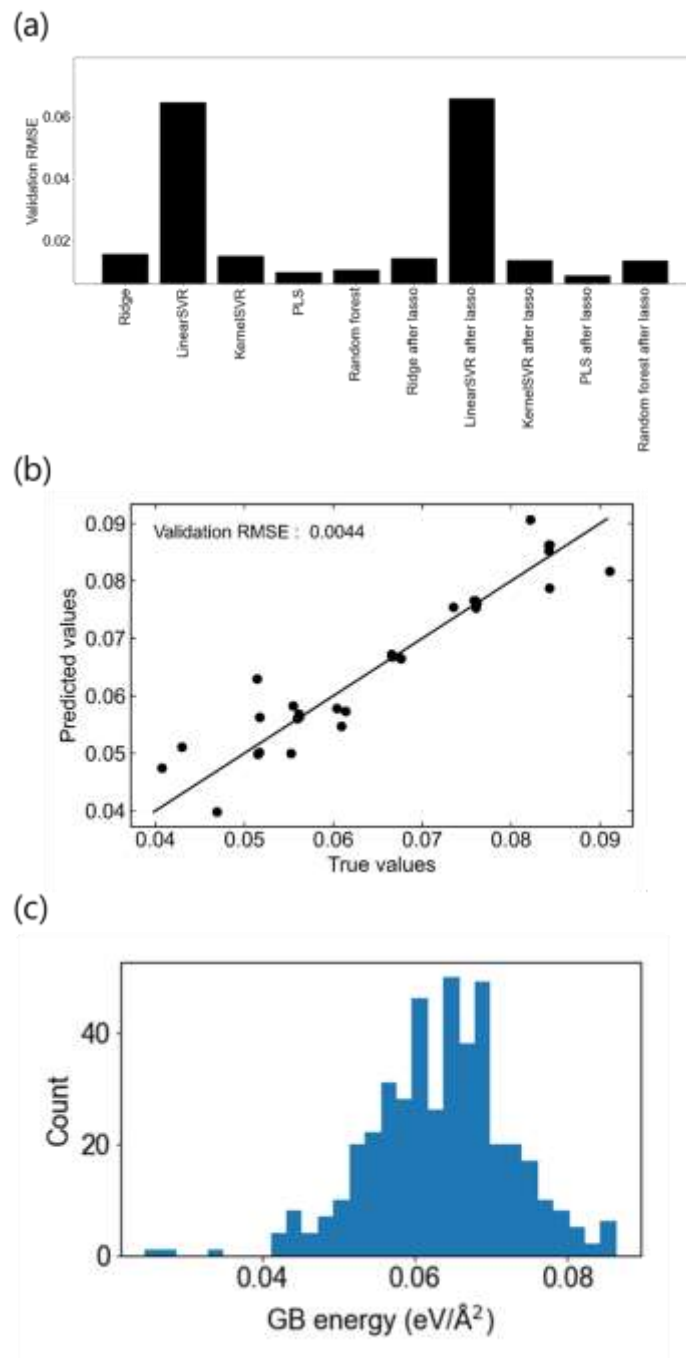 (a)
Validation RMSE
0.06
0.04
0.02
Ridge
LinearSVR
KernelSVR
PLS
Random forest
Ridge after lasso
LinearSVR after lasso
KernelSVR after lasso
PLS after lasso
Random forest after lasso
(b)
Validation RMSE : 0.0044
Predicted values
0.09
0.08
0.07
0.06
0.05
0.04
0.04 0.05 0.06 0.07 0.08 0.09
True values
(c)
Count
40
20
0
0.04 0.06 0.08
GB energy (eV/Å²)